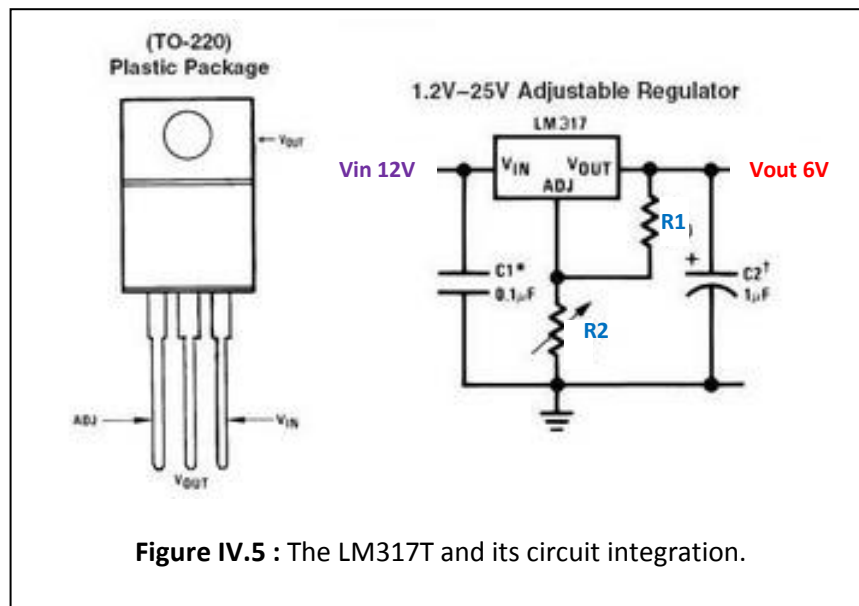 (TO-220)
Plastic Package
VOUT
ADJ
VIN
VOUT
1.2V–25V Adjustable Regulator
LM317
Vin 12V
VIN VOUT
ADJ
Vout 6V
R1
C1*
0.1μF
R2
+
C2†
1μF
Figure IV.5 : The LM317T and its circuit integration.